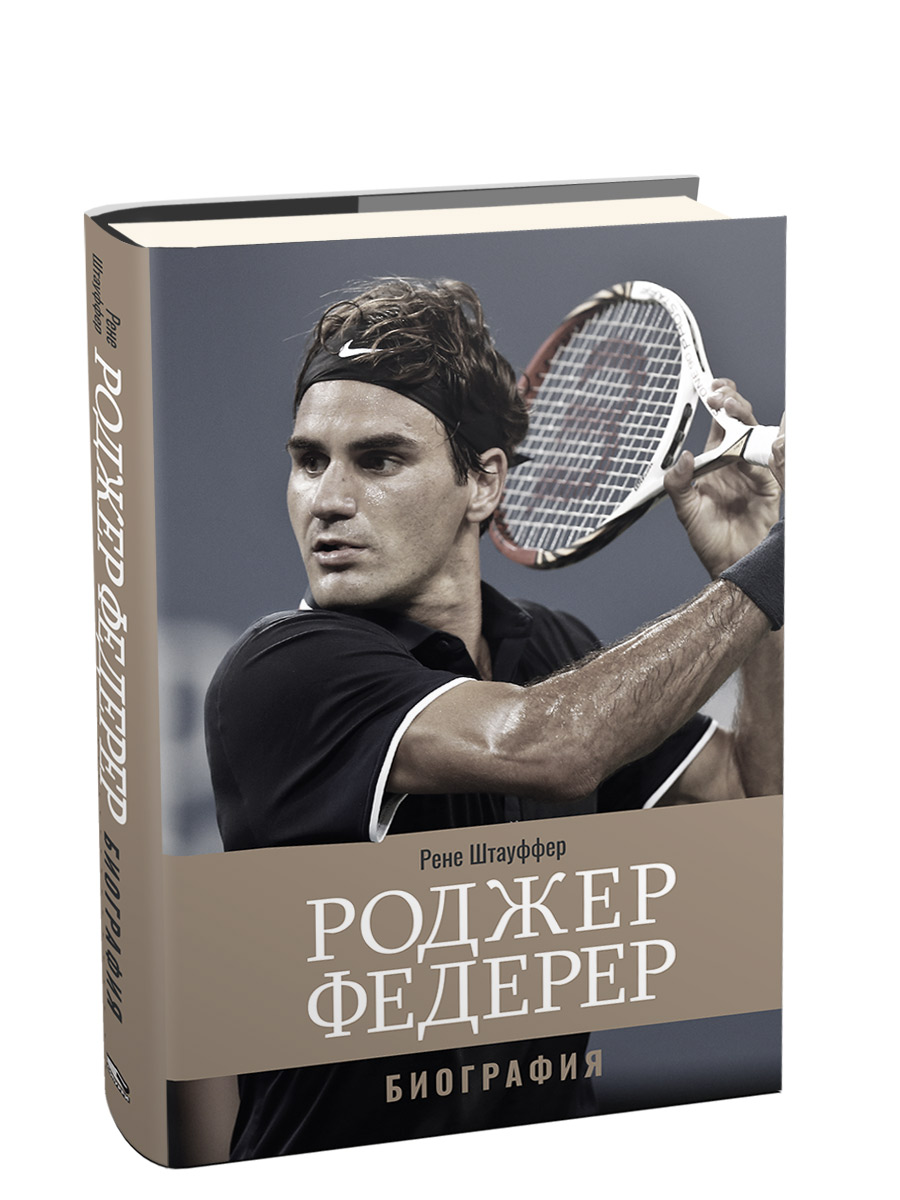 Рене Штауффер
РОДЖЕР
ФЕДЕРЕР
БИОГРАФИЯ
Рене
Штауффер
РОДЖЕР ФЕДЕРЕР
БИОГРАФИЯ